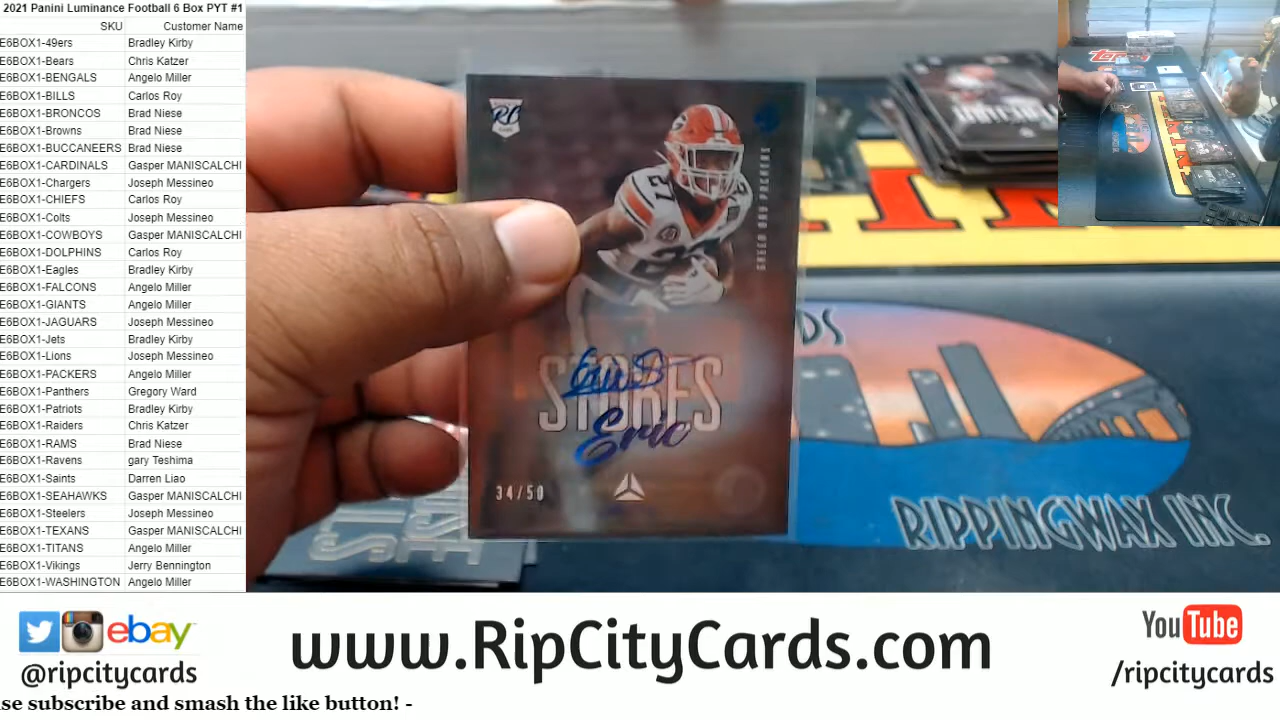 2021 Panini Luminance Football 6 Box PYT #1
SKU Customer Name
E6BOX1-49ers Bradley Kirby
E6BOX1-Bears Chris Katzer
E6BOX1-BENGALS Angelo Miller
E6BOX1-BILLS Carlos Roy
E6BOX1-BRONCOS Brad Niese
E6BOX1-Browns Brad Niese
E6BOX1-BUCCANEERS Brad Niese
E6BOX1-CARDINALS Gasper MANISCALCHI
E6BOX1-Chargers Joseph Messineo
E6BOX1-CHIEFS Carlos Roy
E6BOX1-Colts Joseph Messineo
E6BOX1-COWBOYS Gasper MANISCALCHI
E6BOX1-DOLPHINS Carlos Roy
E6BOX1-Eagles Bradley Kirby
E6BOX1-FALCONS Angelo Miller
E6BOX1-GIANTS Angelo Miller
E6BOX1-JAGUARS Joseph Messineo
E6BOX1-Jets Bradley Kirby
E6BOX1-Lions Joseph Messineo
E6BOX1-PACKERS Angelo Miller
E6BOX1-Panthers Gregory Ward
E6BOX1-Patriots Bradley Kirby
E6BOX1-Raiders Chris Katzer
E6BOX1-RAMS Brad Niese
E6BOX1-Ravens gary Teshima
E6BOX1-Saints Darren Liao
E6BOX1-SEAHAWKS Gasper MANISCALCHI
E6BOX1-Steelers Joseph Messineo
E6BOX1-TEXANS Gasper MANISCALCHI
E6BOX1-TITANS Angelo Miller
E6BOX1-Vikings Jerry Bennington
E6BOX1-WASHINGTON Angelo Miller
RC
GREEN BAY PACKERS
27
STOKES
Eric
34/50
DS
RIPPINGWAX INC.
Topps
ebay
@ripcitycards
www.RipCityCards.com
YouTube
/ripcitycards
se subscribe and smash the like button! -